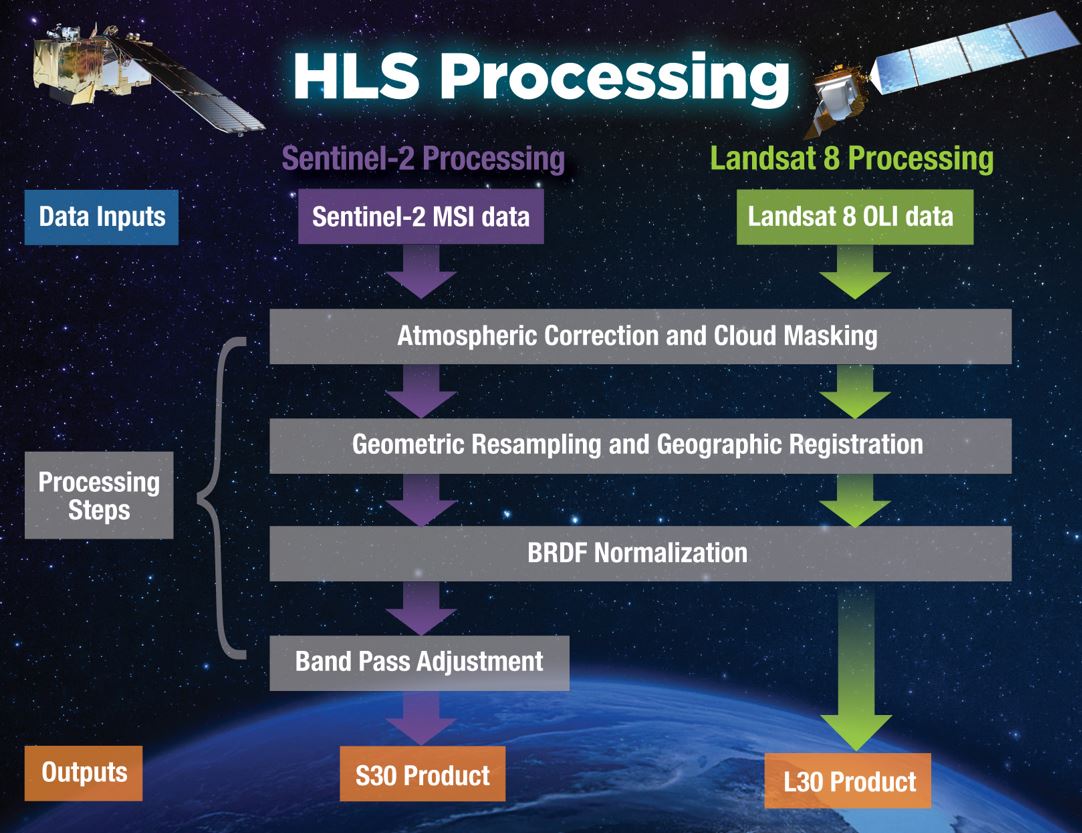 HLS Processing
Sentinel-2 Processing
Landsat 8 Processing
Data Inputs
Sentinel-2 MSI data
Landsat 8 OLI data
Atmospheric Correction and Cloud Masking
Geometric Resampling and Geographic Registration
Processing
Steps
BRDF Normalization
Band Pass Adjustment
Outputs
S30 Product
L30 Product